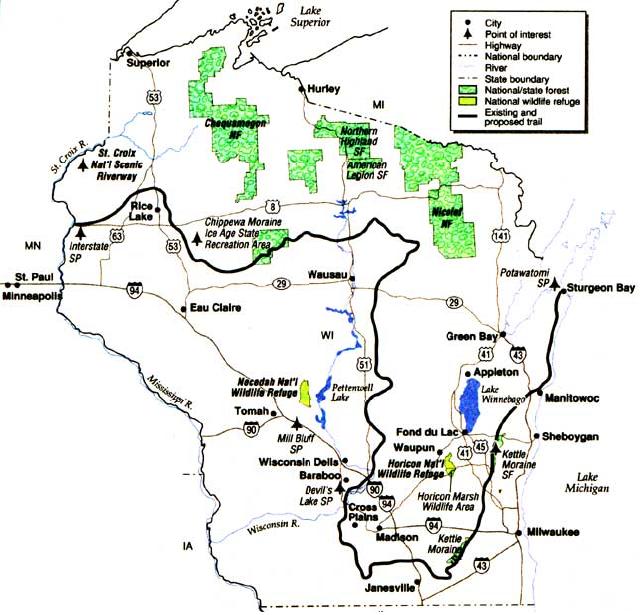 Lake
Superior
City
Point of interest
Highway
National boundary
River
State boundary
National/state forest
National wildlife refuge
Existing and
proposed trail
Superior
Hurley
MI
53
Chequamegon
NF
Northern
Highland
SF
American
Legion SF
St. Croix R.
St. Croix
Nat'l Scenic
Riverway
Nicolet
NF
Rice
Lake
8
Chippewa Moraine
Ice Age State
Recreation Area
MN
Interstate
SP
63
53
141
Potawatomi
SP
Sturgeon Bay
St. Paul
Minneapolis
94
Wausau
29
29
Eau Claire
WI
Green Bay
41
43
51
Appleton
Lake
Winnebago
Mississippi R.
Necedah Nat'l
Wildlife Refuge
Pettenwell
Lake
Manitowoc
Tomah
90
Mill Bluff
SP
Fond du Lac
Sheboygan
Waupun
41
45
Kettle
Moraine
SF
Wisconsin Dells
Horicon Nat'l
Wildlife Refuge
Lake
Michigan
Baraboo
Devil's
Lake SP
90
94
Horicon Marsh
Wildlife Area
Cross
Plains
Wisconsin R.
94
Madison
Milwaukee
IA
Kettle
Moraine
43
Janesville